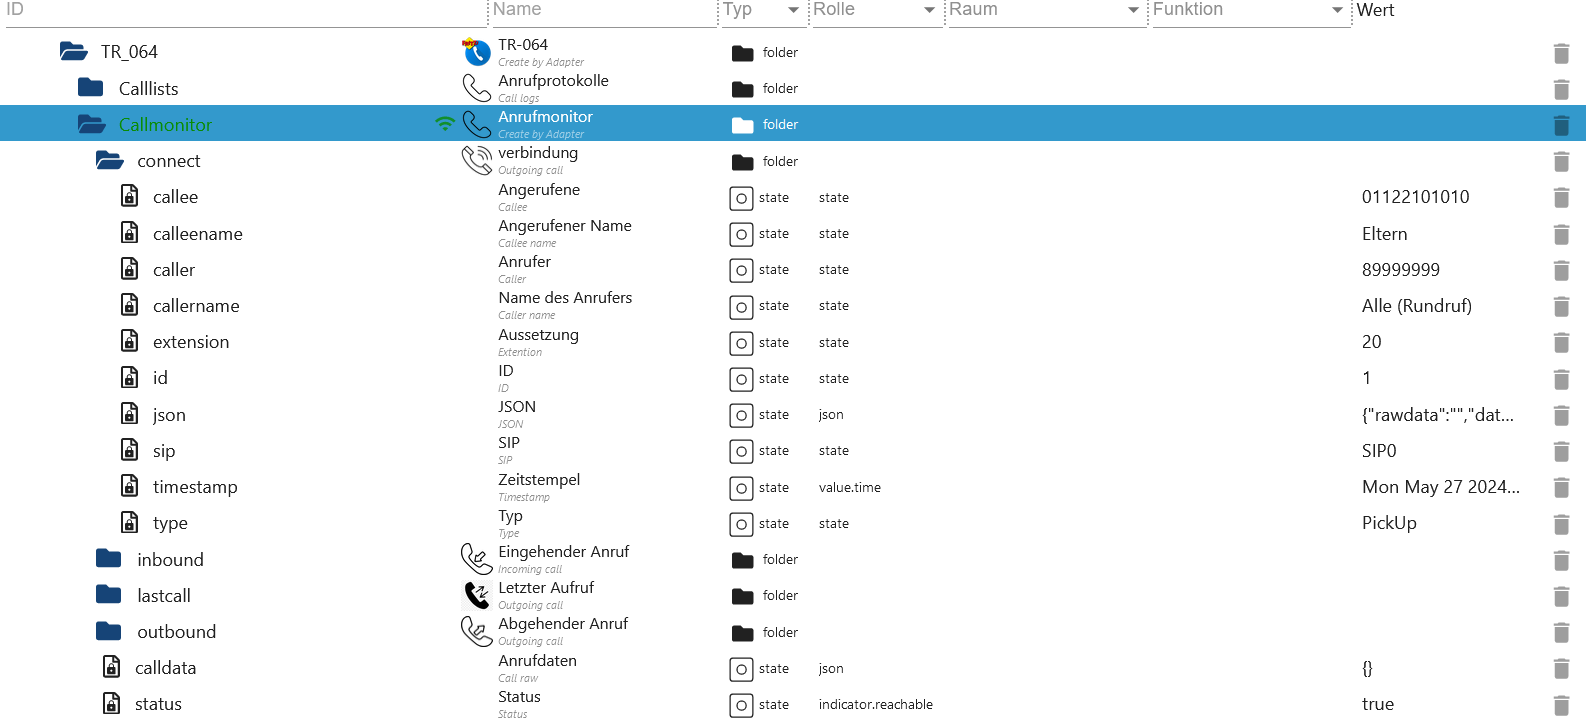 ID Name Typ Rolle Raum Funktion Wert
TR_064 TR-064 folder
Create by Adapter
Calllists Anrufprotokolle folder
Call logs
Callmonitor Anrufmonitor folder
Create by Adapter
connect verbindung folder
Outgoing call
callee Angerufene state state 01122101010
Callee
calleename Angerufener Name state state Eltern
Callee name
caller Anrufer state state 89999999
Caller
callername Name des Anrufers state state Alle (Rundruf)
Caller name
extension Aussetzung state state 20
Extention
id ID state state 1
ID
json JSON state json {"rawdata":"","dat...
JSON
sip SIP state state SIP0
SIP
timestamp Zeitstempel state value.time Mon May 27 2024...
Timestamp
type Typ state state PickUp
Type
inbound Eingehender Anruf folder
Incoming call
lastcall Letzter Aufruf folder
Outgoing call
outbound Abgehender Anruf folder
Outgoing call
calldata Anrufdaten state json {}
Call raw
status Status state indicator.reachable true
Status